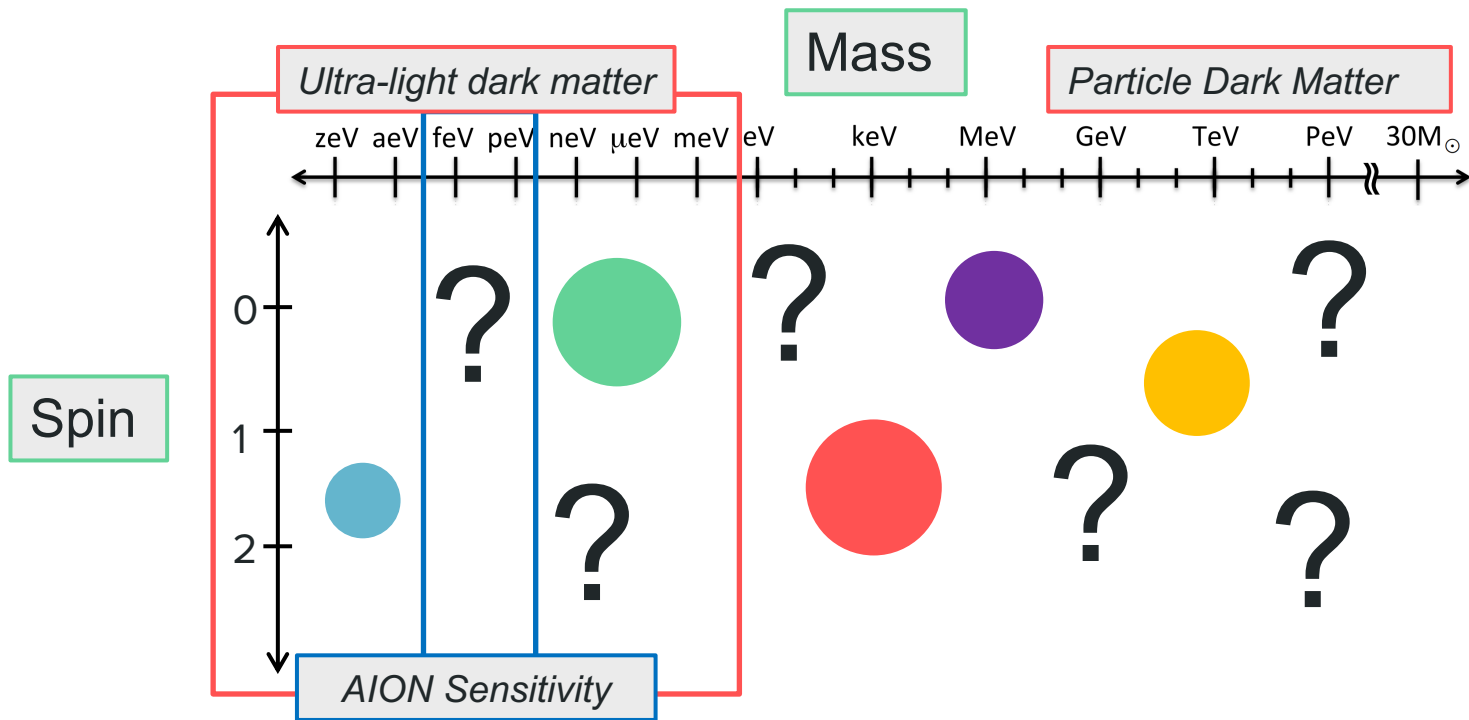 Mass
Ultra-light dark matter
Particle Dark Matter
zeV aeV feV peV neV μeV meV eV keV MeV GeV TeV PeV 30M☉
0
?
?
?
Spin
1
?
?
?
2
AION Sensitivity